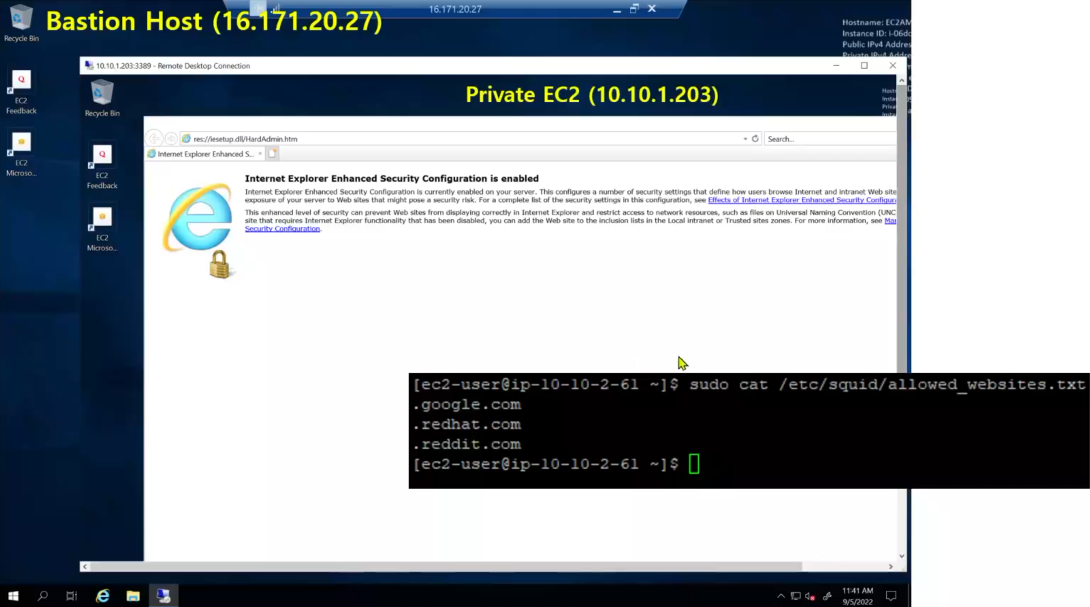 16.171.20.27
Bastion Host (16.171.20.27)
Recycle Bin
Hostname: EC2AM
Instance ID: i-06dc
Public IPv4 Addres
Private IPv4 Addre
EC2
Feedback
EC2
Microso...
10.10.1.203:3389 - Remote Desktop Connection
Private EC2 (10.10.1.203)
Recycle Bin
Q
EC2
Feedback
EC2
Microso...
res://iesetup.dll/HardAdmin.htm
Search...
Internet Explorer Enhanced S...
Internet Explorer Enhanced Security Configuration is enabled
Internet Explorer Enhanced Security Configuration is currently enabled on your server. This configures a number of security settings that define how users browse Internet and intranet Web site
exposure of your server to Web sites that might pose a security risk. For a complete list of the security settings in this configuration, see Effects of Internet Explorer Enhanced Security Configura
This enhanced level of security can prevent Web sites from displaying correctly in Internet Explorer and restrict access to network resources, such as files on Universal Naming Convention (UNC
site that requires Internet Explorer functionality that has been disabled, you can add the Web site to the inclusion lists in the Local intranet or Trusted sites zones. For more information, see Ma
Security Configuration.
[ec2-user@ip-10-10-2-61 ~]$ sudo cat /etc/squid/allowed_websites.txt
.google.com
.redhat.com
.reddit.com
[ec2-user@ip-10-10-2-61 ~]$
11:41 AM
9/5/2022